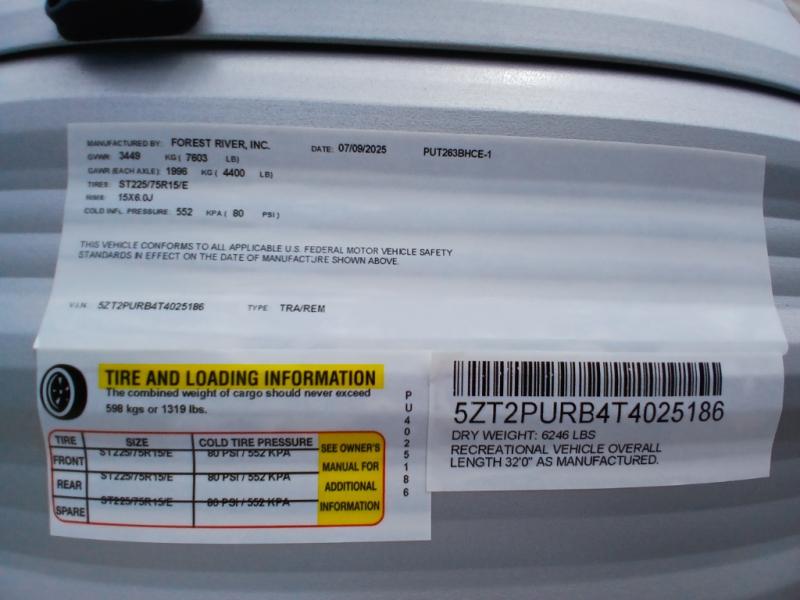 MANUFACTURED BY: FOREST RIVER, INC. DATE: 07/09/2025 PUT263BHCE-1
GVWR: 3449 KG( 7603 LB)
GAWR (EACH AXLE): 1996 KG ( 4400 LB)
TIRES: ST225/75R15/E
RIMS: 15X6.0J
COLD INFL. PRESSURE: 552 KPA ( 80 PSI)
THIS VEHICLE CONFORMS TO ALL APPLICABLE U.S. FEDERAL MOTOR VEHICLE SAFETY
STANDARDS IN EFFECT ON THE DATE OF MANUFACTURE SHOWN ABOVE.
V.I.N. 5ZT2PURB4T4025186 TYPE TRA/REM
TIRE AND LOADING INFORMATION
The combined weight of cargo should never exceed
598 kgs or 1319 lbs.
TIRE SIZE COLD TIRE PRESSURE
FRONT ST225/75R15/E 80 PSI / 552 KPA
REAR ST225/75R15/E 80 PSI / 552 KPA
SPARE ST225/75R15/E 80 PSI / 552 KPA
SEE OWNER'S
MANUAL FOR
ADDITIONAL
INFORMATION
PU4025186
5ZT2PURB4T4025186
DRY WEIGHT: 6246 LBS
RECREATIONAL VEHICLE OVERALL
LENGTH 32'0" AS MANUFACTURED.